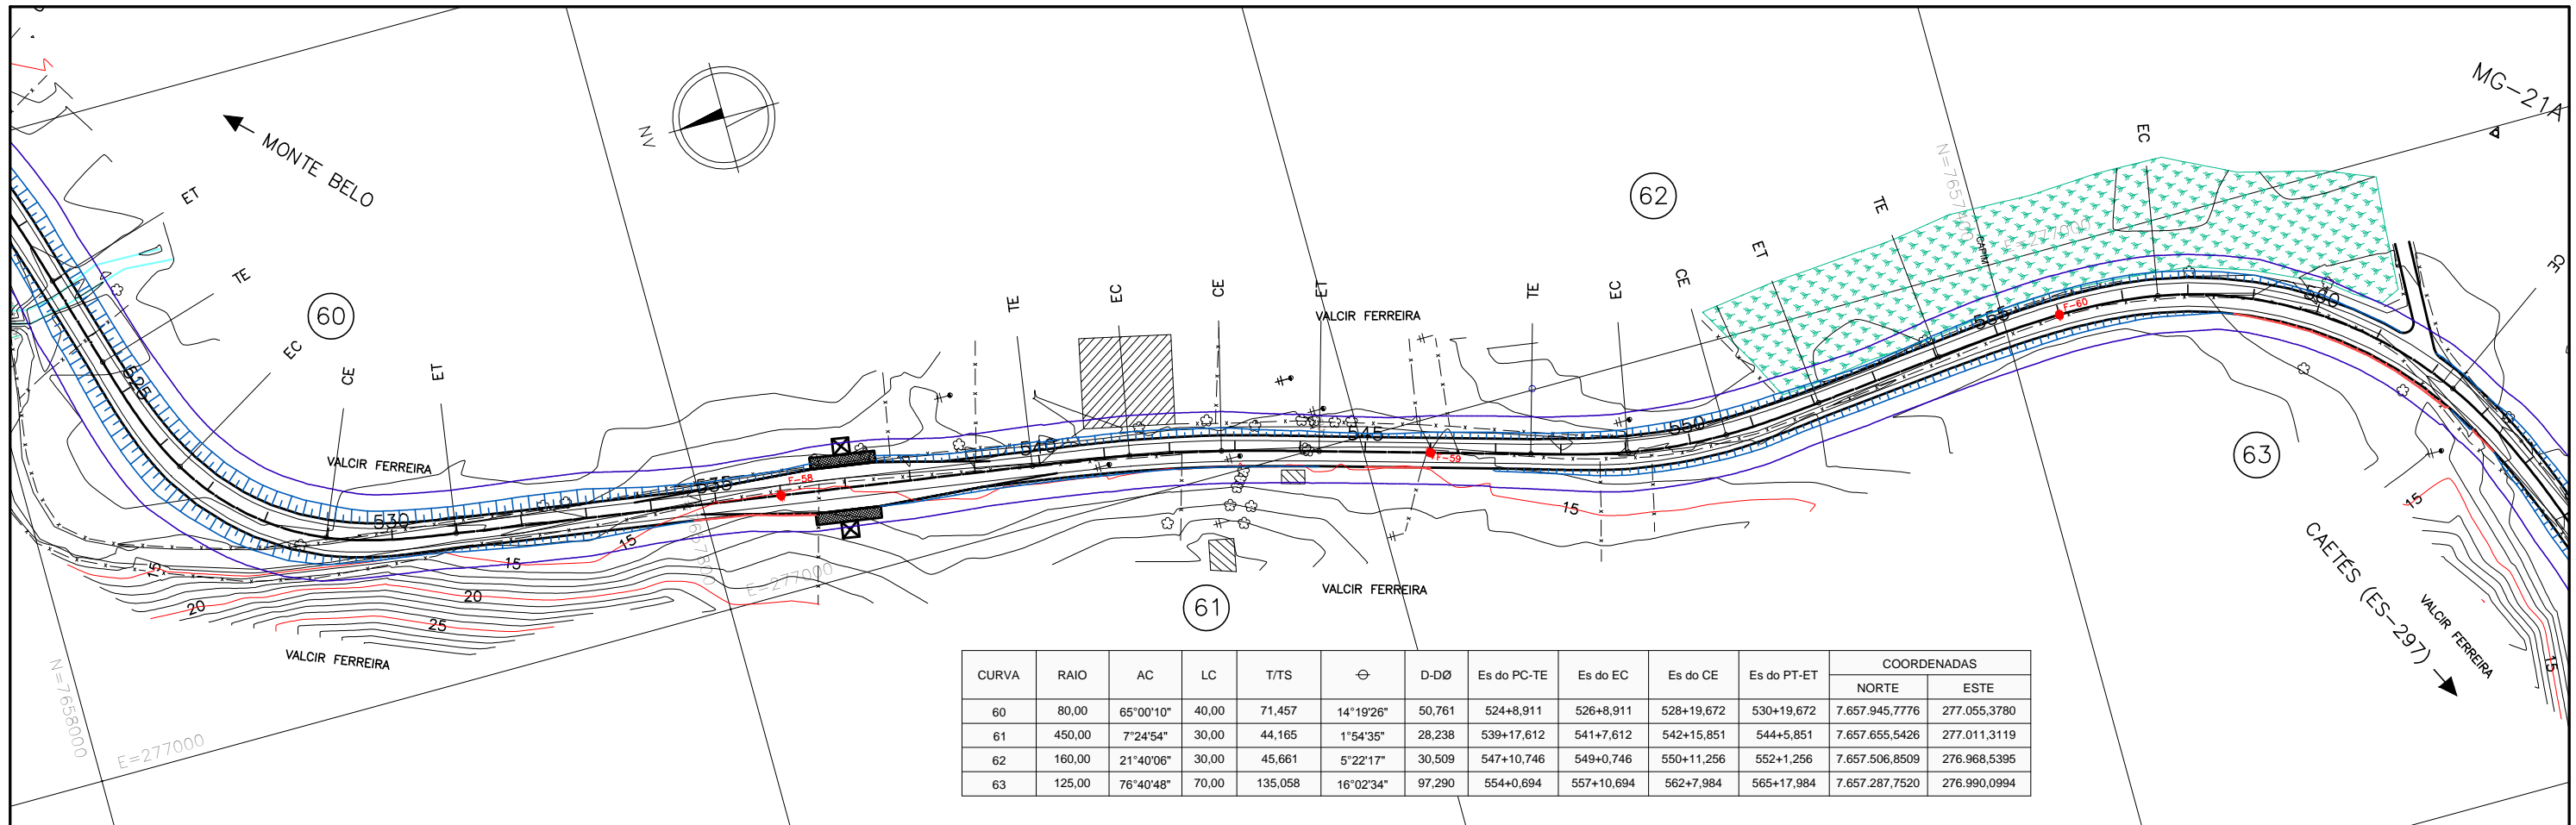 MG-21A
MONTE BELO
NV
ET
TE
60
EC
CE
ET
525
530
VALCIR FERREIRA
535
F-58
15
15
15
20
20
25
VALCIR FERREIRA
N=7658000
E=277000
N=7657800
E=277000
TE
EC
CE
ET
VALCIR FERREIRA
540
545
F-59
15
61
VALCIR FERREIRA
62
TE
EC
CE
ET
TE
EC
550
CAPIM
E=277000
565
F-60
560
CE
63
15
15
CAETÉS (ES-297)
VALCIR FERREIRA
CURVA RAIO AC LC T/TS ⊖ D-DØ Es do PC-TE Es do EC Es do CE Es do PT-ET COORDENADAS
NORTE ESTE
60 80,00 65°00'10" 40,00 71,457 14°19'26" 50,761 524+8,911 526+8,911 528+19,672 530+19,672 7.657.945,7776 277.055,3780
61 450,00 7°24'54" 30,00 44,165 1°54'35" 28,238 539+17,612 541+7,612 542+15,851 544+5,851 7.657.655,5426 277.011,3119
62 160,00 21°40'06" 30,00 45,661 5°22'17" 30,509 547+10,746 549+0,746 550+11,256 552+1,256 7.657.506,8509 276.968,5395
63 125,00 76°40'48" 70,00 135,058 16°02'34" 97,290 554+0,694 557+10,694 562+7,984 565+17,984 7.657.287,7520 276.990,0994